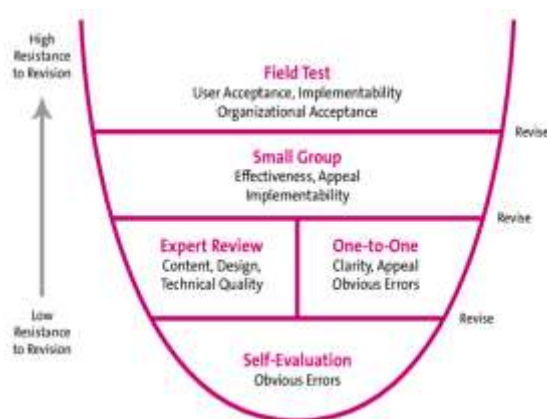 High
Resistance
to Revision
Field Test
User Acceptance, Implementability
Organizational Acceptance
Revise
Small Group
Effectiveness, Appeal
Implementability
Revise
Expert Review
Content, Design,
Technical Quality
One-to-One
Clarity, Appeal
Obvious Errors
Low
Resistance
to Revision
Revise
Self-Evaluation
Obvious Errors